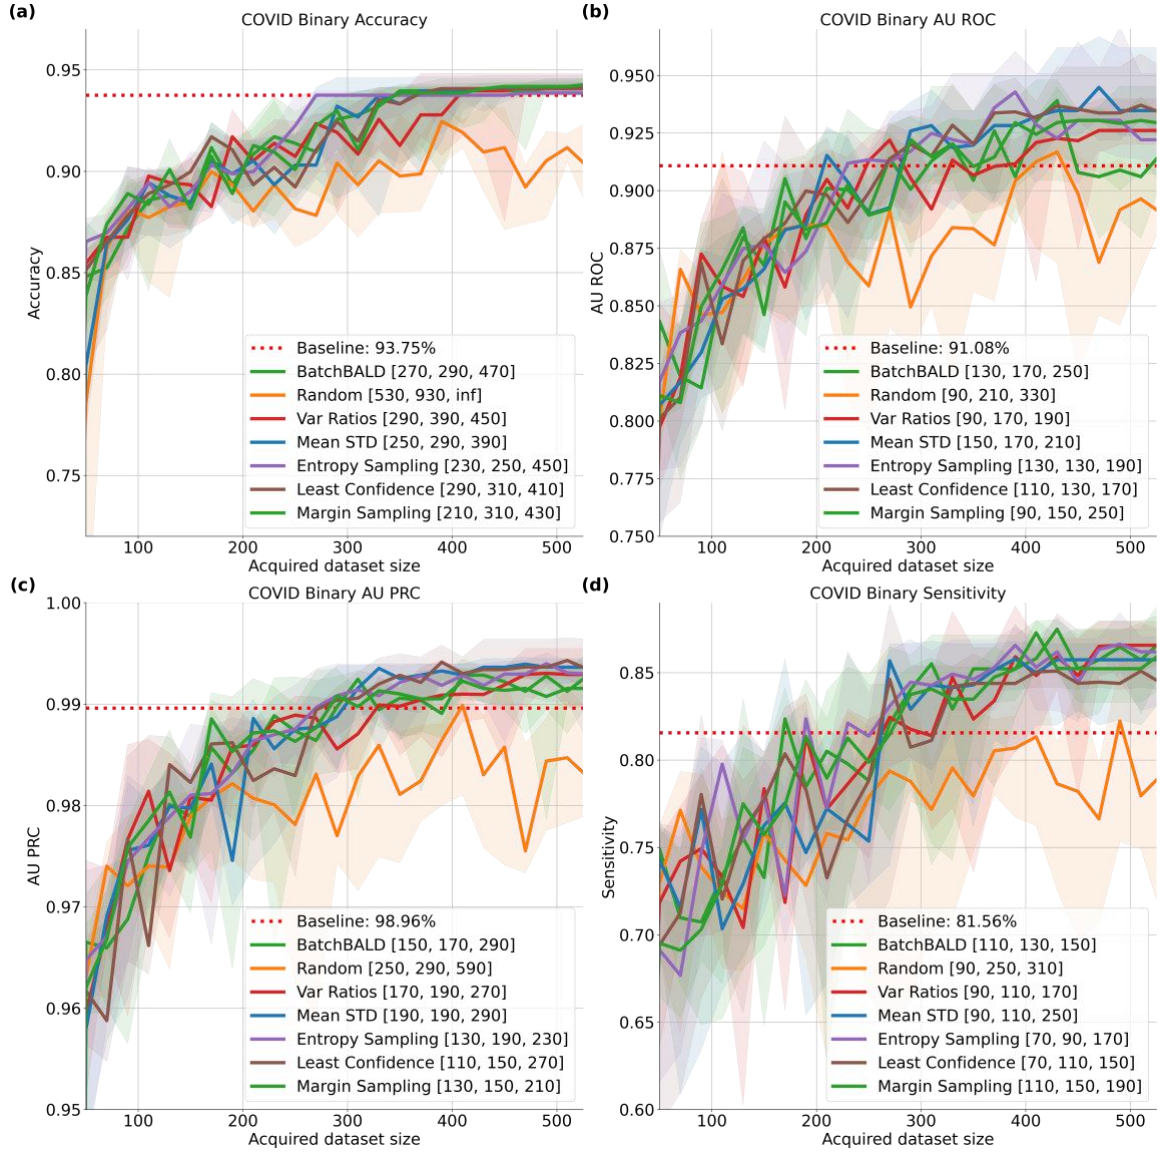 (a)
COVID Binary Accuracy
0.95
0.90
0.85
0.80
0.75
Accuracy
Baseline: 93.75%
BatchBALD [270, 290, 470]
Random [530, 930, inf]
Var Ratios [290, 390, 450]
Mean STD [250, 290, 390]
Entropy Sampling [230, 250, 450]
Least Confidence [290, 310, 410]
Margin Sampling [210, 310, 430]
100 200 300 400 500
Acquired dataset size
(b)
COVID Binary AU ROC
0.950
0.925
0.900
0.875
0.850
0.825
0.800
0.775
0.750
AU ROC
Baseline: 91.08%
BatchBALD [130, 170, 250]
Random [90, 210, 330]
Var Ratios [90, 170, 190]
Mean STD [150, 170, 210]
Entropy Sampling [130, 130, 190]
Least Confidence [110, 130, 170]
Margin Sampling [90, 150, 250]
100 200 300 400 500
Acquired dataset size
(c)
COVID Binary AU PRC
1.00
0.99
0.98
0.97
0.96
0.95
AU PRC
Baseline: 98.96%
BatchBALD [150, 170, 290]
Random [250, 290, 590]
Var Ratios [170, 190, 270]
Mean STD [190, 190, 290]
Entropy Sampling [130, 190, 230]
Least Confidence [110, 150, 270]
Margin Sampling [130, 150, 210]
100 200 300 400 500
Acquired dataset size
(d)
COVID Binary Sensitivity
0.85
0.80
0.75
0.70
0.65
0.60
Sensitivity
Baseline: 81.56%
BatchBALD [110, 130, 150]
Random [90, 250, 310]
Var Ratios [90, 110, 170]
Mean STD [90, 110, 250]
Entropy Sampling [70, 90, 170]
Least Confidence [70, 110, 150]
Margin Sampling [110, 150, 190]
100 200 300 400 500
Acquired dataset size